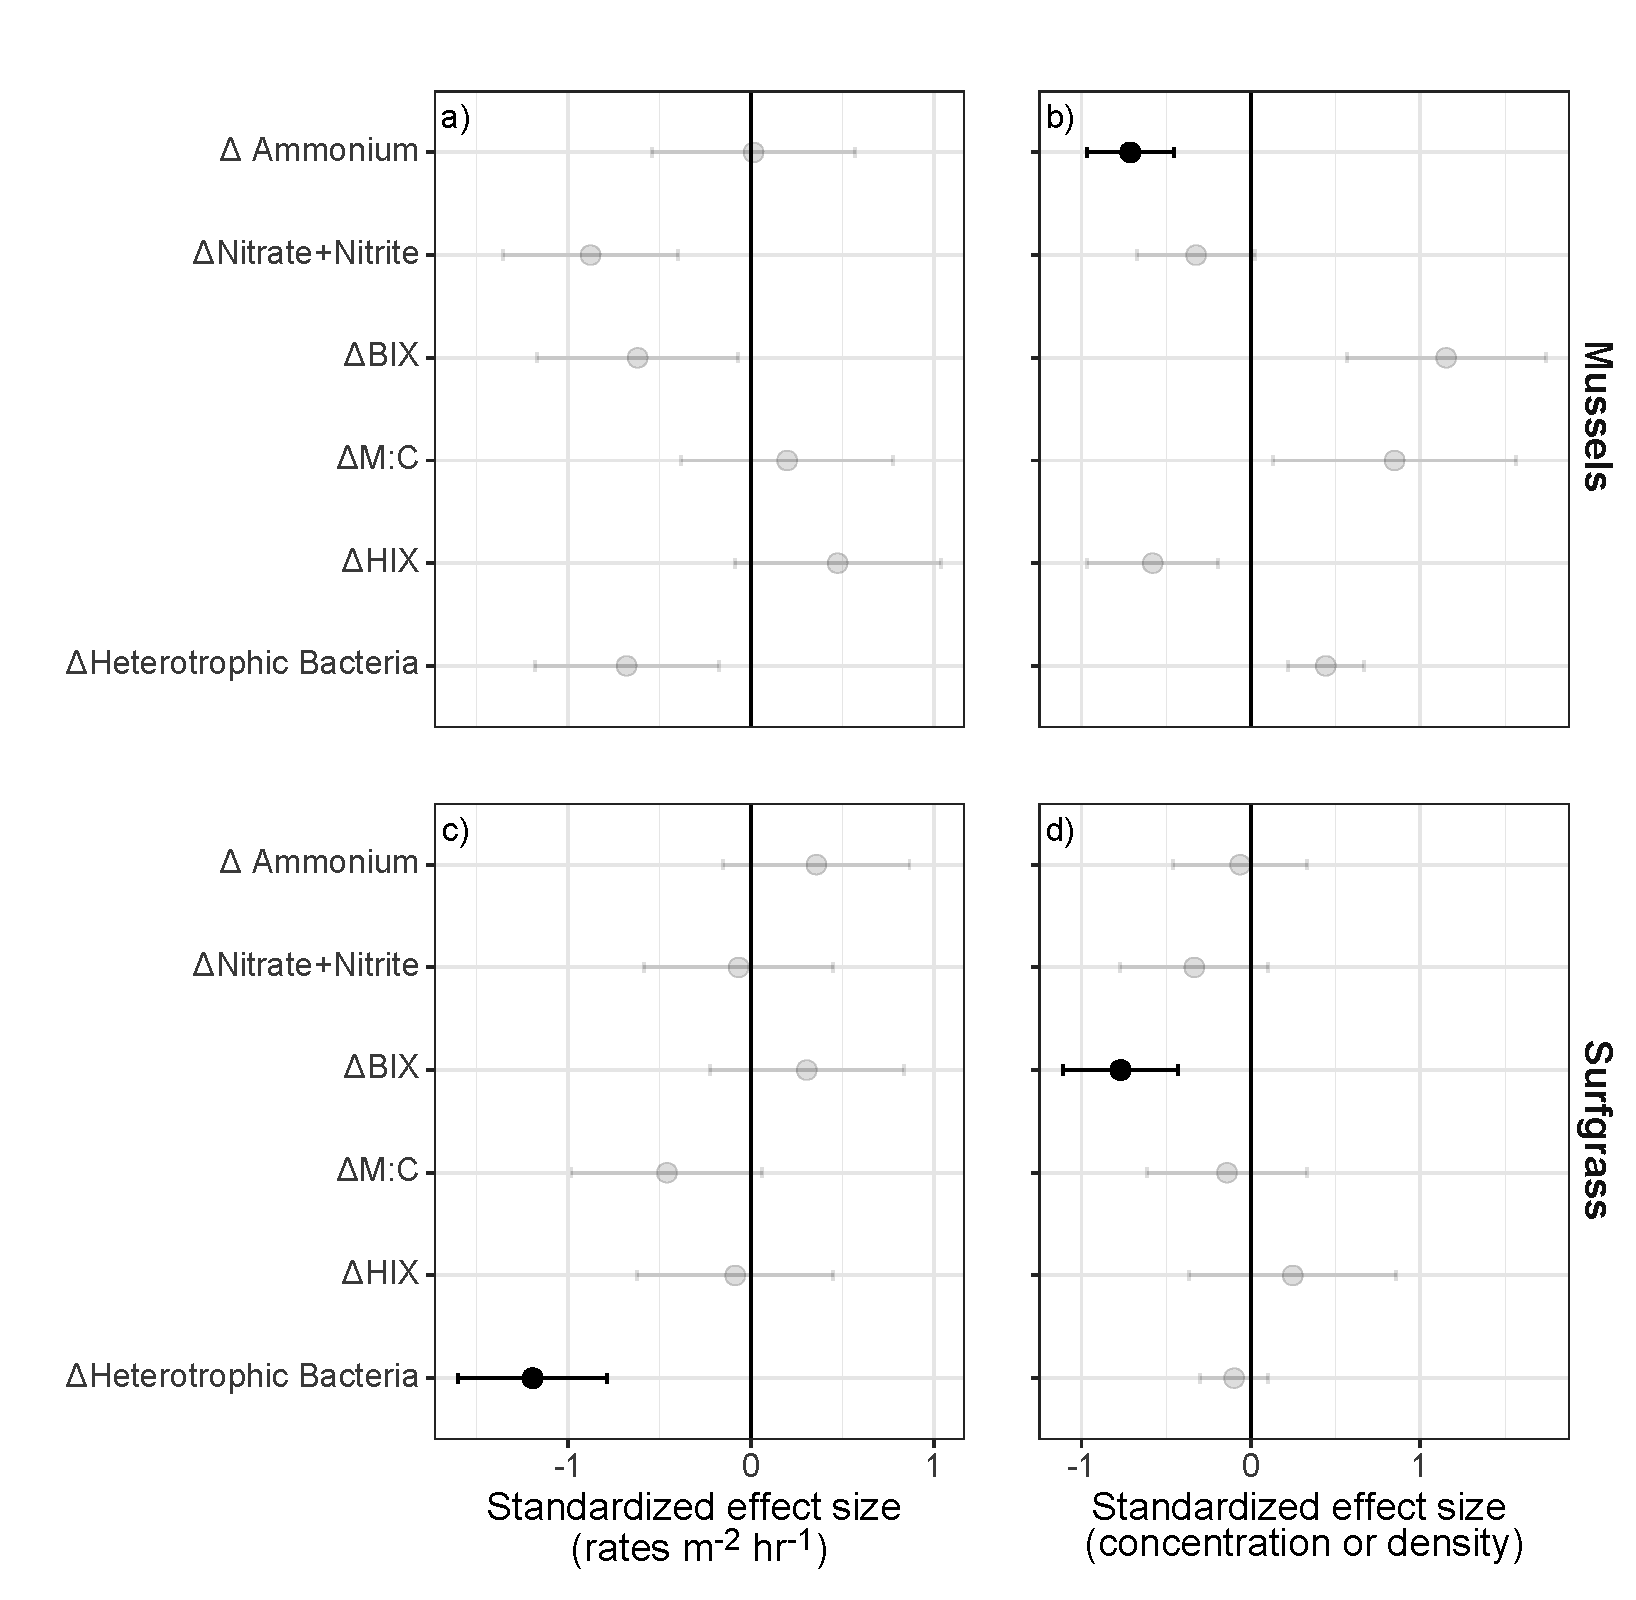 a)
b)
Δ Ammonium
ΔNitrate+Nitrite
ΔBIX
ΔM:C
ΔHIX
ΔHeterotrophic Bacteria
Mussels
c)
d)
Δ Ammonium
ΔNitrate+Nitrite
ΔBIX
ΔM:C
ΔHIX
ΔHeterotrophic Bacteria
Surfgrass
-1 0 1
-1 0 1
Standardized effect size
(rates m⁻² hr⁻¹)
Standardized effect size
(concentration or density)